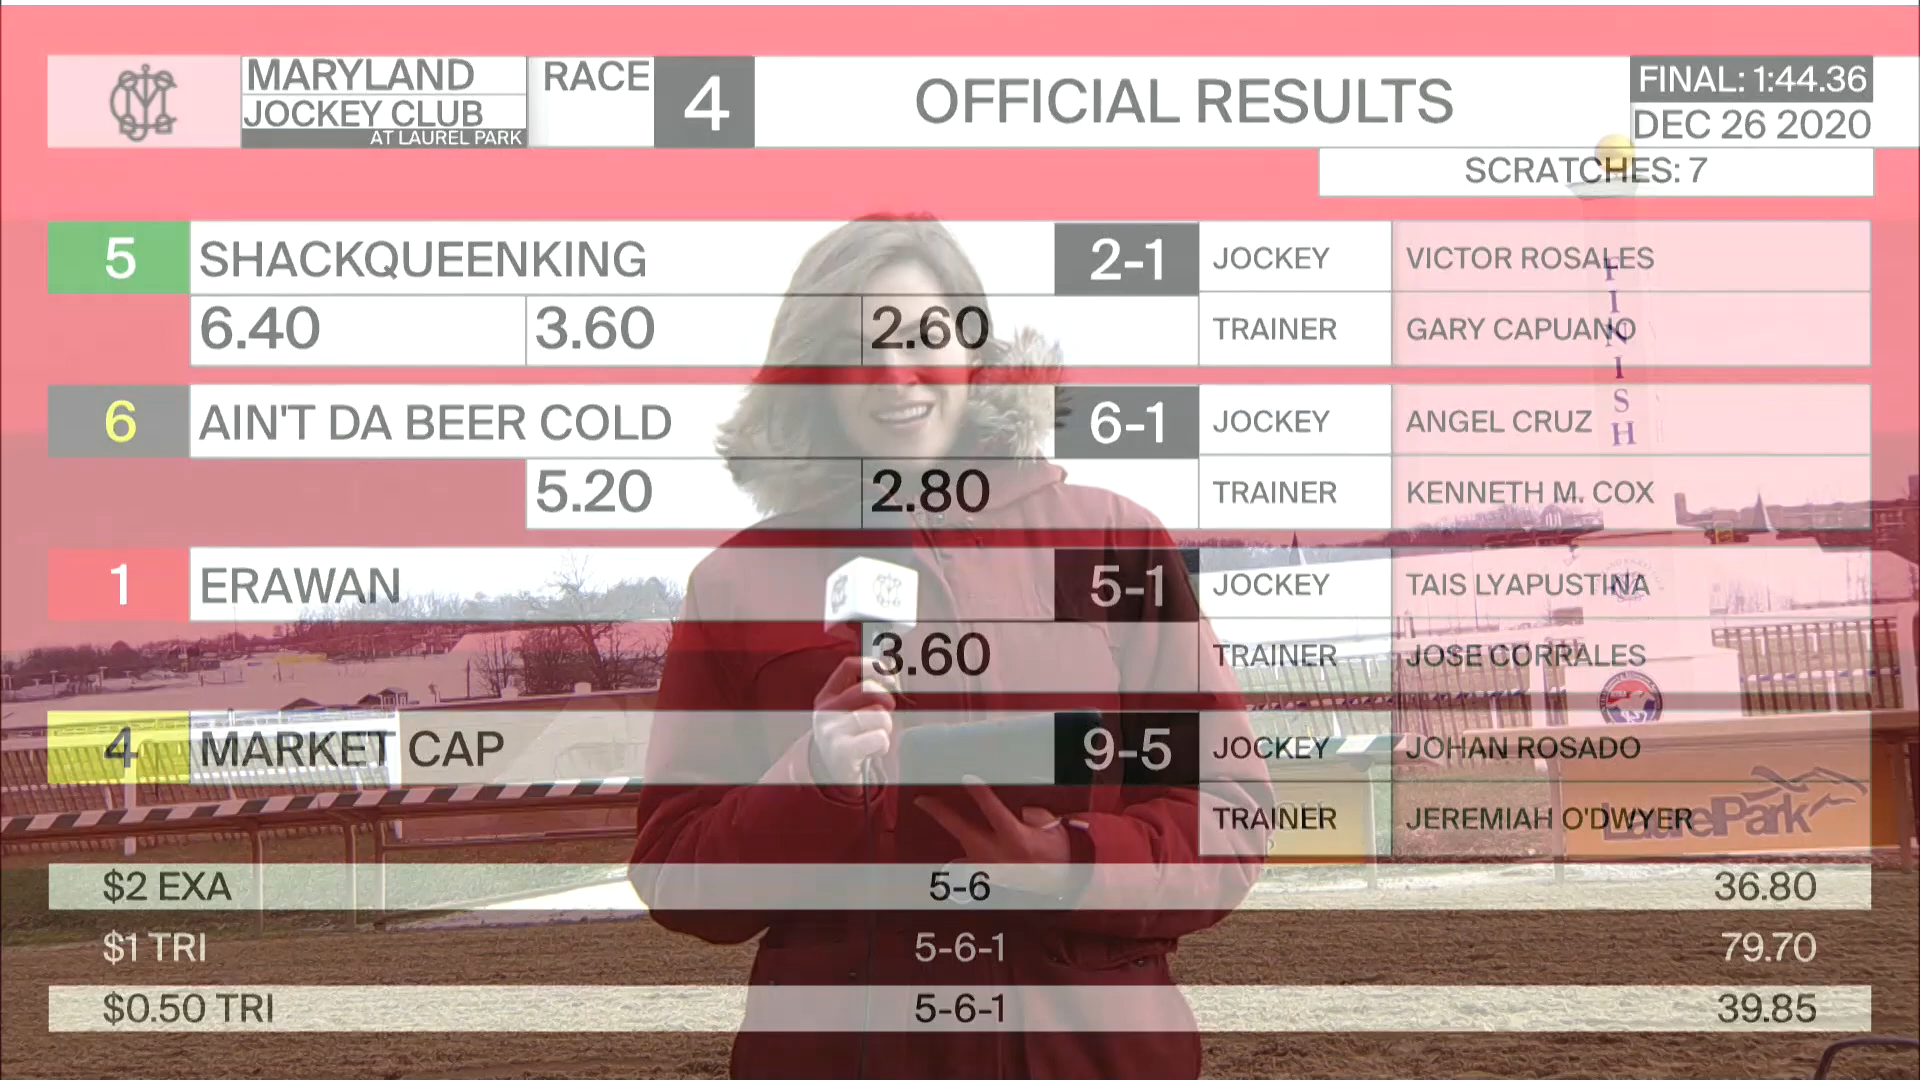 MARYLAND
JOCKEY CLUB
AT LAUREL PARK
RACE 4
OFFICIAL RESULTS
FINAL: 1:44.36
DEC 26 2020
SCRATCHES: 7
5 SHACKQUEENKING 2-1 JOCKEY VICTOR ROSALES
6.40 3.60 2.60 TRAINER GARY CAPUANO
6 AIN'T DA BEER COLD 6-1 JOCKEY ANGEL CRUZ
5.20 2.80 TRAINER KENNETH M. COX
1 ERAWAN 5-1 JOCKEY TAIS LYAPUSTINA
3.60 TRAINER JOSE CORRALES
4 MARKET CAP 9-5 JOCKEY JOHAN ROSADO
TRAINER JEREMIAH O'DWYER
$2 EXA 5-6 36.80
$1 TRI 5-6-1 79.70
$0.50 TRI 5-6-1 39.85
FINISH
LaurelPark